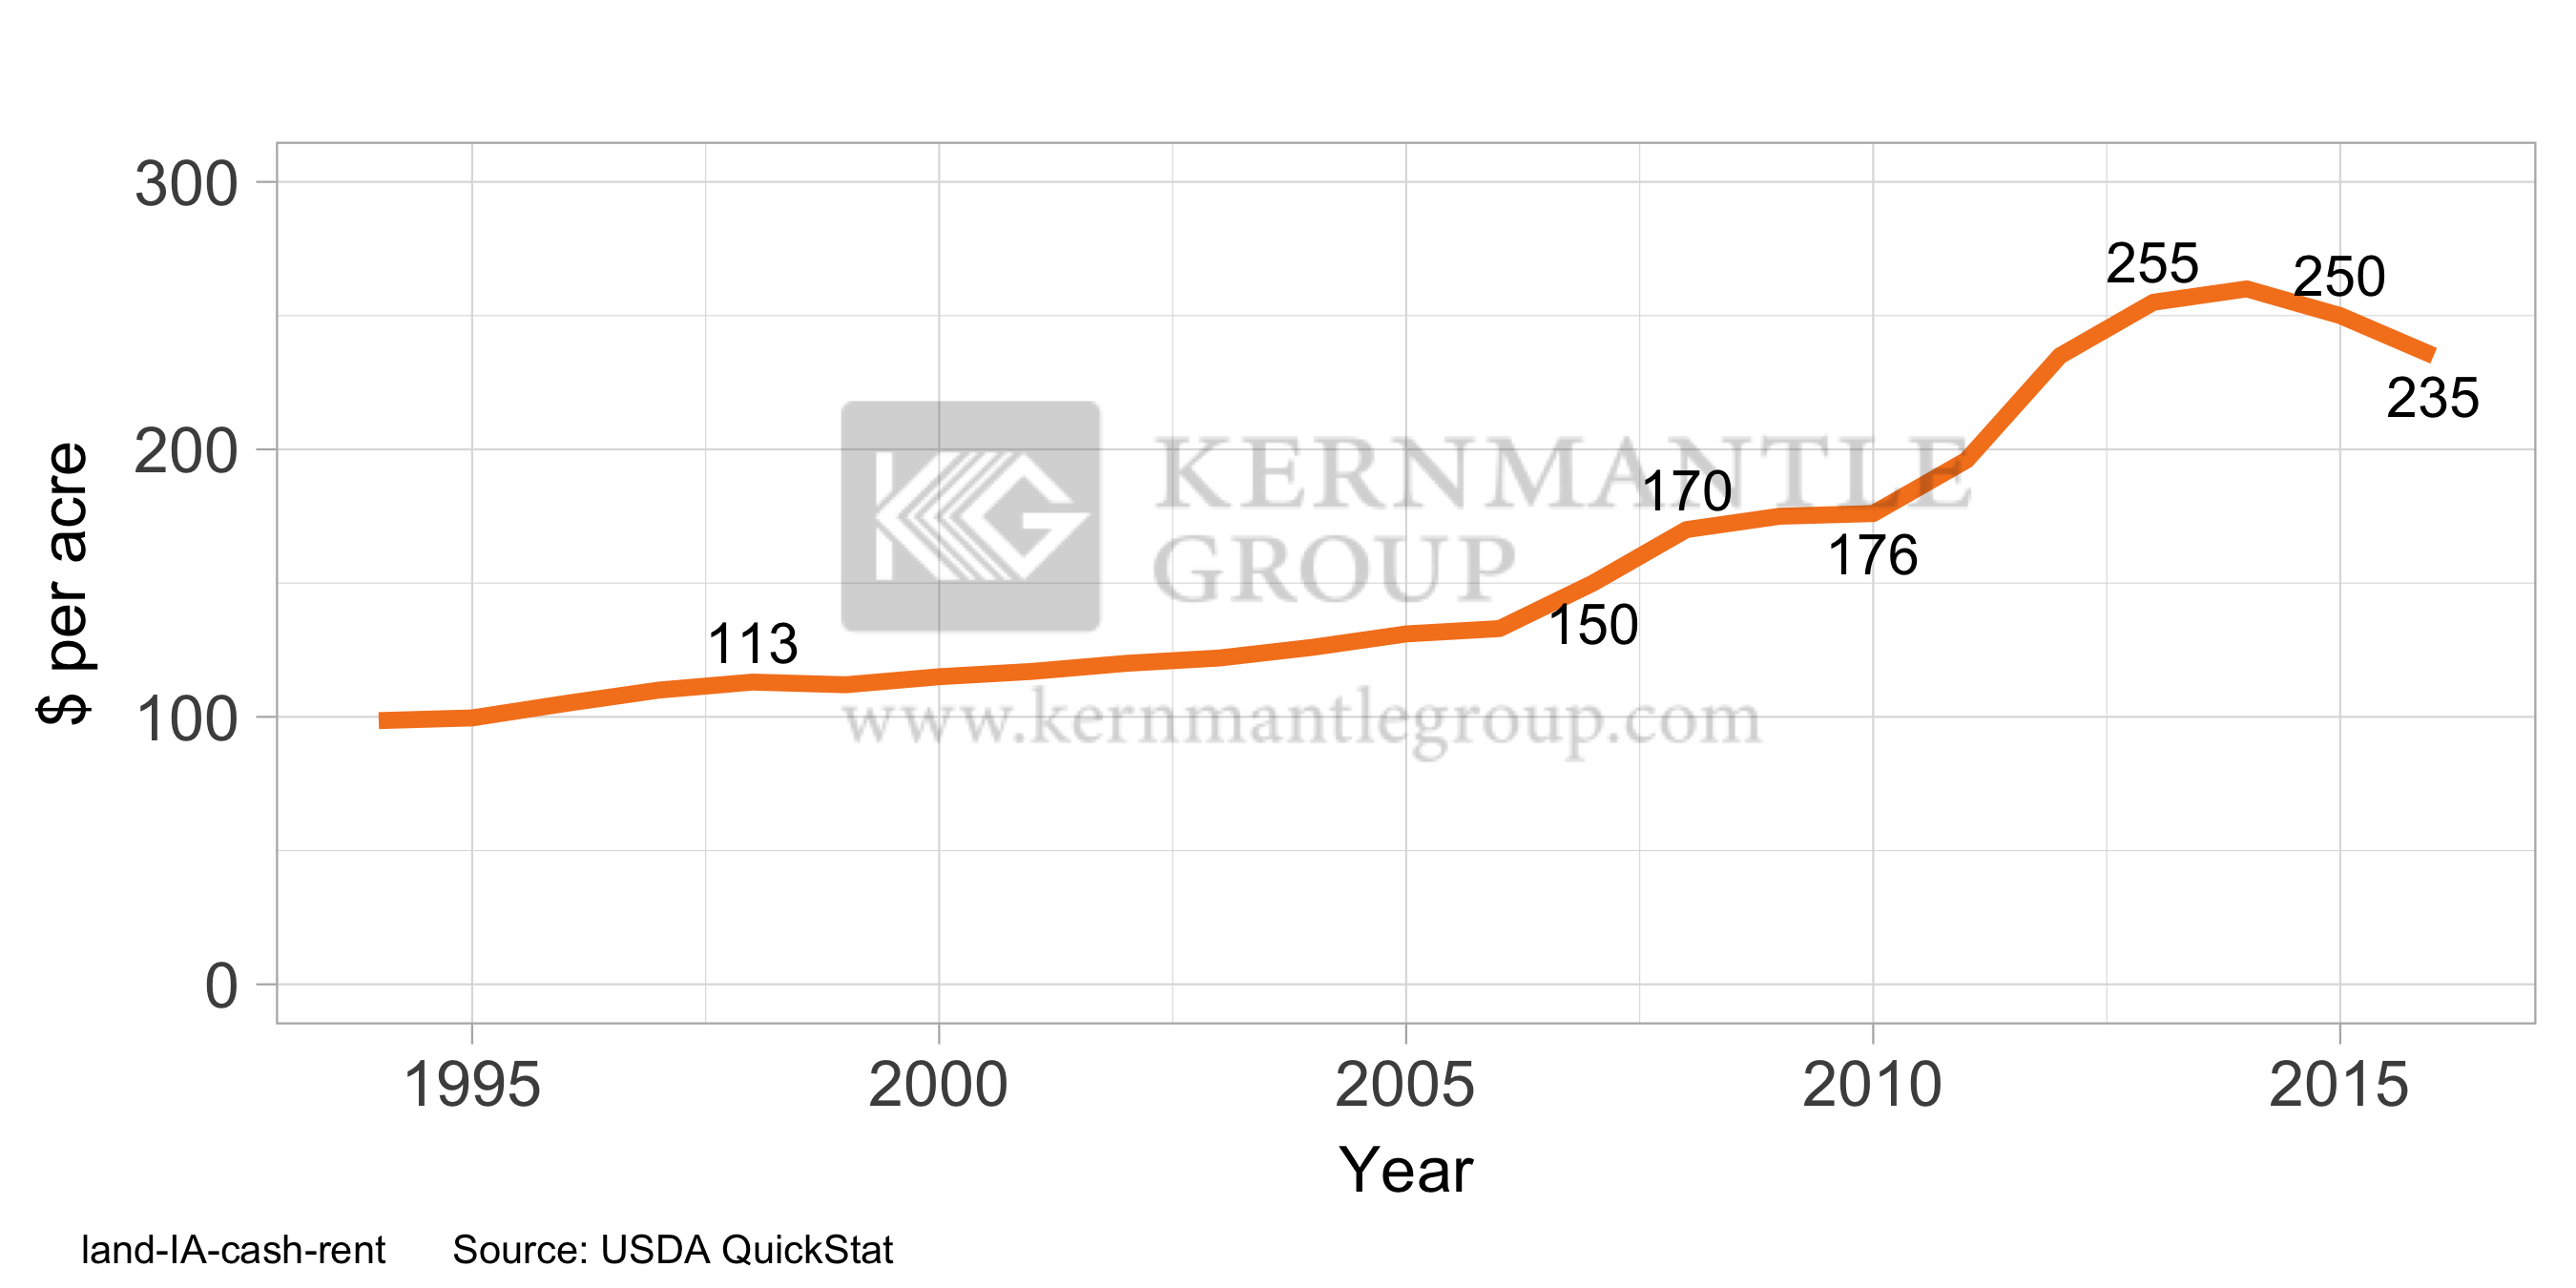 300
200
100
0
$ per acre
113
150
170
176
255
250
235
KERNMANTLE
GROUP
www.kernmantlegroup.com
1995 2000 2005 2010 2015
Year
land-IA-cash-rent Source: USDA QuickStat